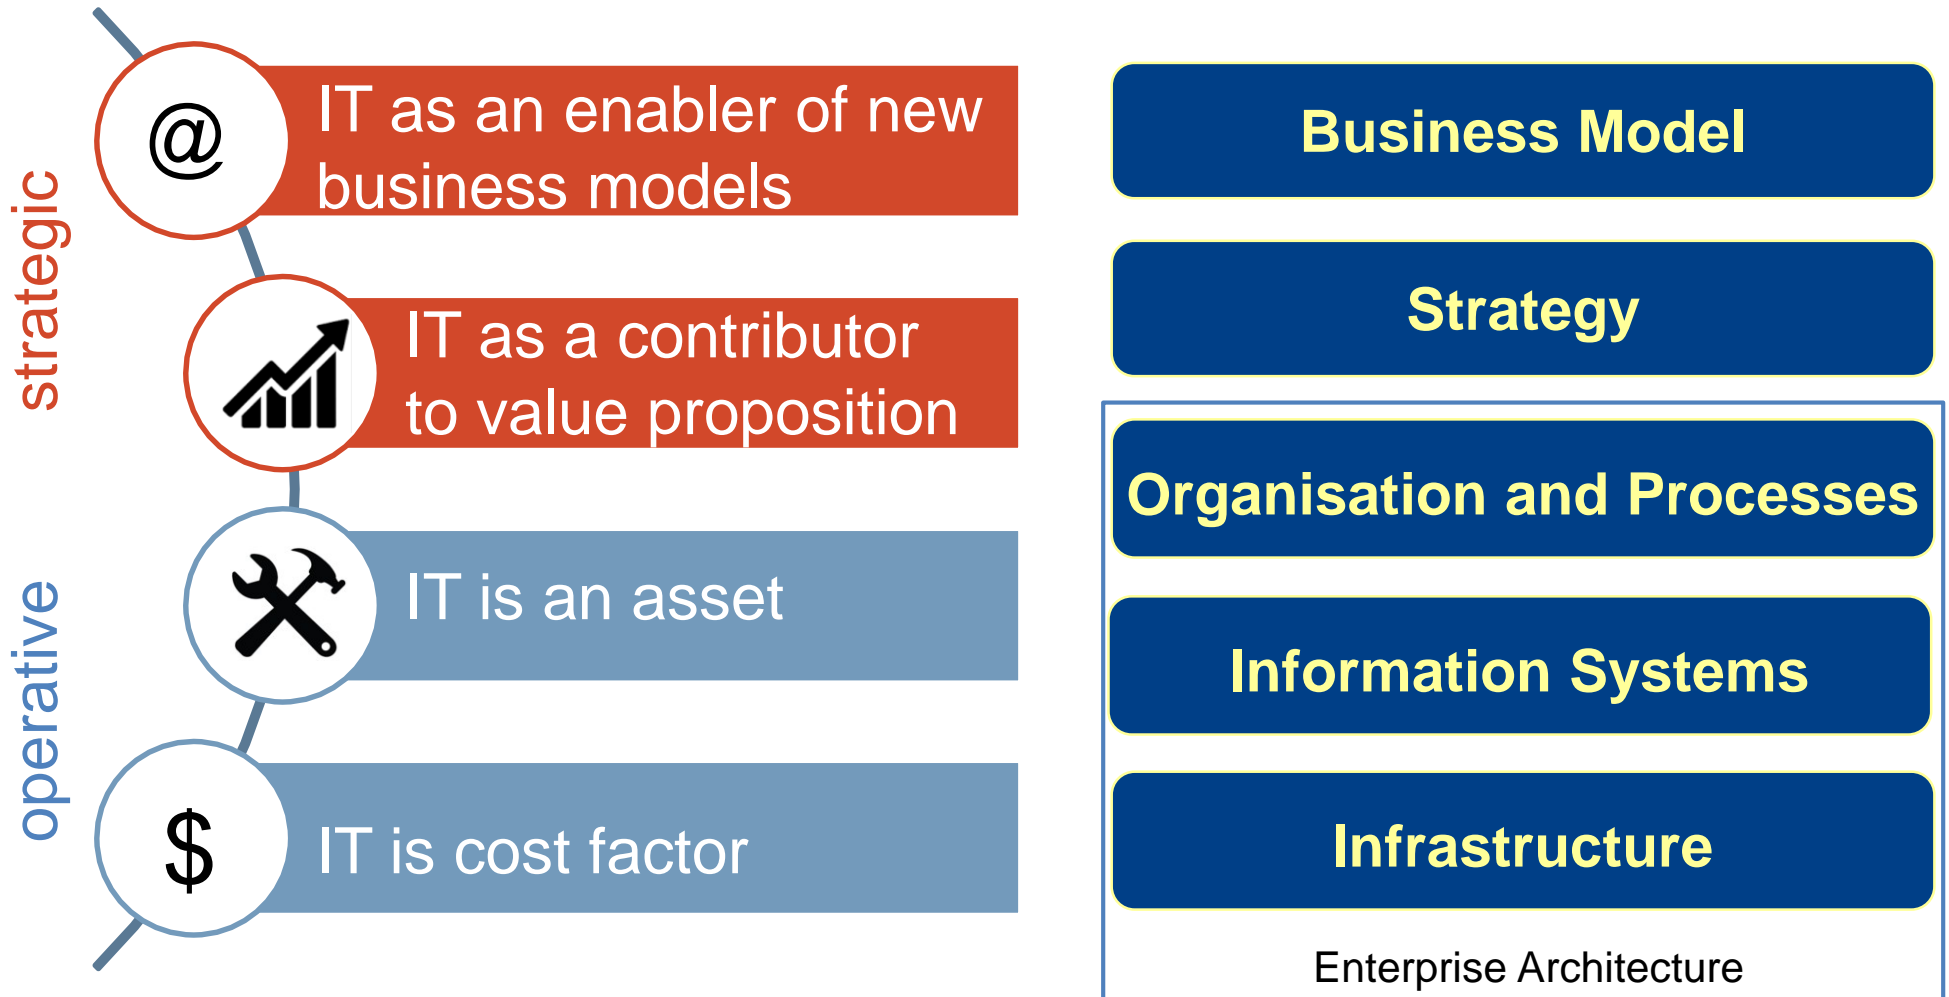 strategic
operative
@
IT as an enabler of new
business models
IT as a contributor
to value proposition
IT is an asset
$
IT is cost factor
Business Model
Strategy
Organisation and Processes
Information Systems
Infrastructure
Enterprise Architecture